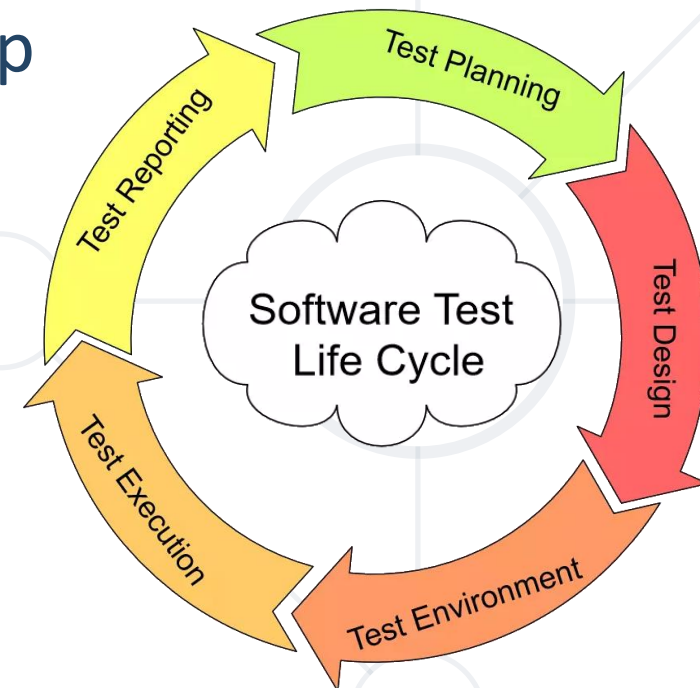 p
Test Planning
Test Design
Test Environment
Test Execution
Test Reporting
Software Test
Life Cycle